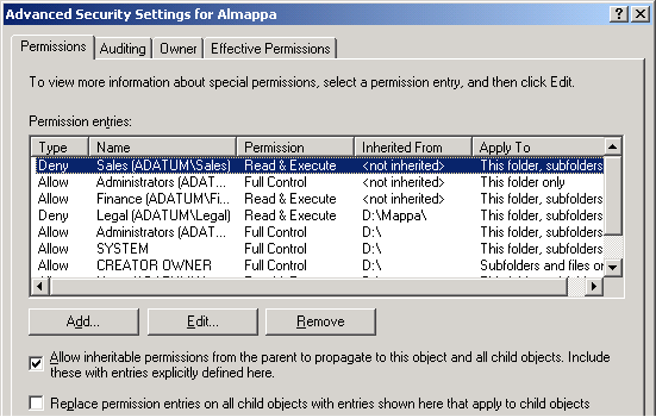 Advanced Security Settings for Almappa
Permissions Auditing Owner Effective Permissions
To view more information about special permissions, select a permission entry, and then click Edit.
Permission entries:
Type Name Permission Inherited From Apply To
Deny Sales (ADATUM\Sales) Read & Execute <not inherited> This folder, subfolders
Allow Administrators (ADAT... Full Control <not inherited> This folder only
Allow Finance (ADATUM\Fi... Read & Execute <not inherited> This folder, subfolders
Deny Legal (ADATUM\Legal) Read & Execute D:\Mappa\ This folder, subfolders
Allow Administrators (ADAT... Full Control D:\ This folder, subfolders
Allow SYSTEM Full Control D:\ This folder, subfolders
Allow CREATOR OWNER Full Control D:\ Subfolders and files on
Add... Edit... Remove
Allow inheritable permissions from the parent to propagate to this object and all child objects. Include
these with entries explicitly defined here.
Replace permission entries on all child objects with entries shown here that apply to child objects